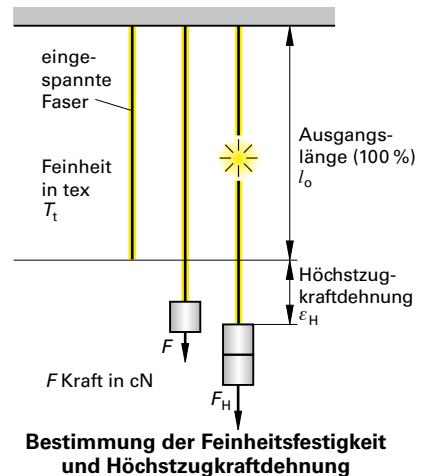 einge-
spannte
Faser
Feinheit
in tex
Tt
Ausgangs-
länge (100 %)
lo
Höchstzug-
kraftdehnung
εH
F
F Kraft in cN
FH
Bestimmung der Feinheitsfestigkeit
und Höchstzugkraftdehnung